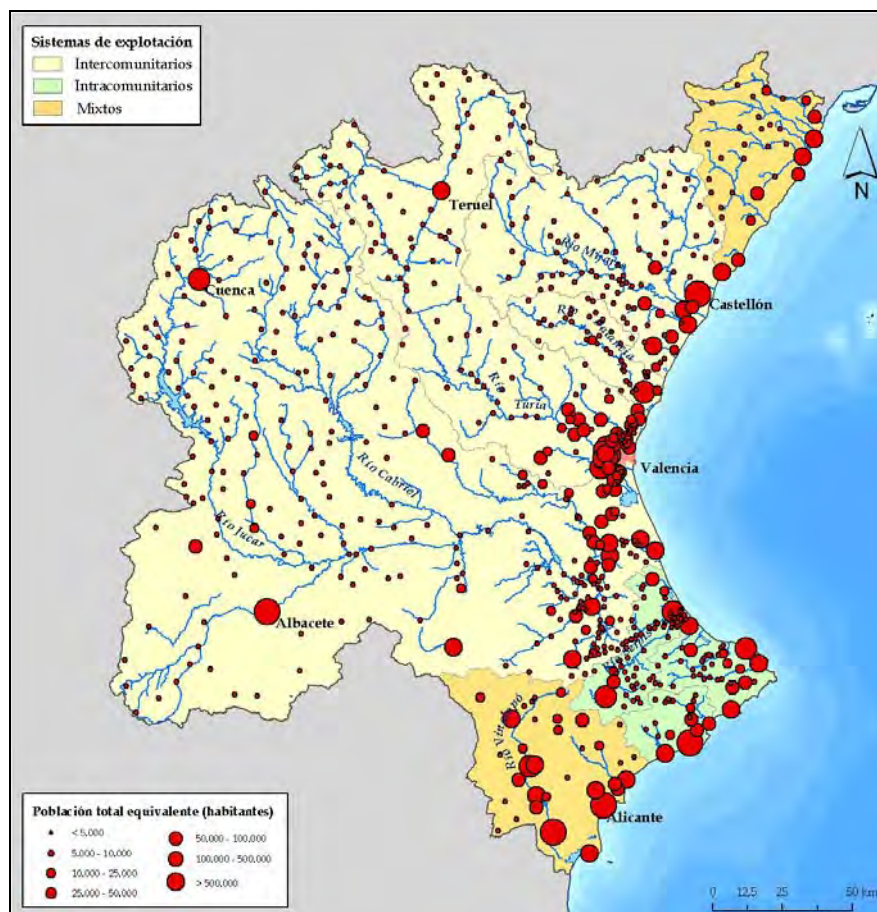 Sistemas de explotación
Intercomunitarios
Intracomunitarios
Mixtos
N
Teruel
Río Mijares
Cuenca
Castellón
Río Palancia
Río
Turia
Valencia
Río Cabriel
Río Júcar
Albacete
Río Vinalopó
Alicante
Población total equivalente (habitantes)
< 5.000
5.000 - 10.000
10.000 - 25.000
25.000 - 50.000
50.000 - 100.000
100.000 - 500.000
> 500.000
0 12,5 25 50 km